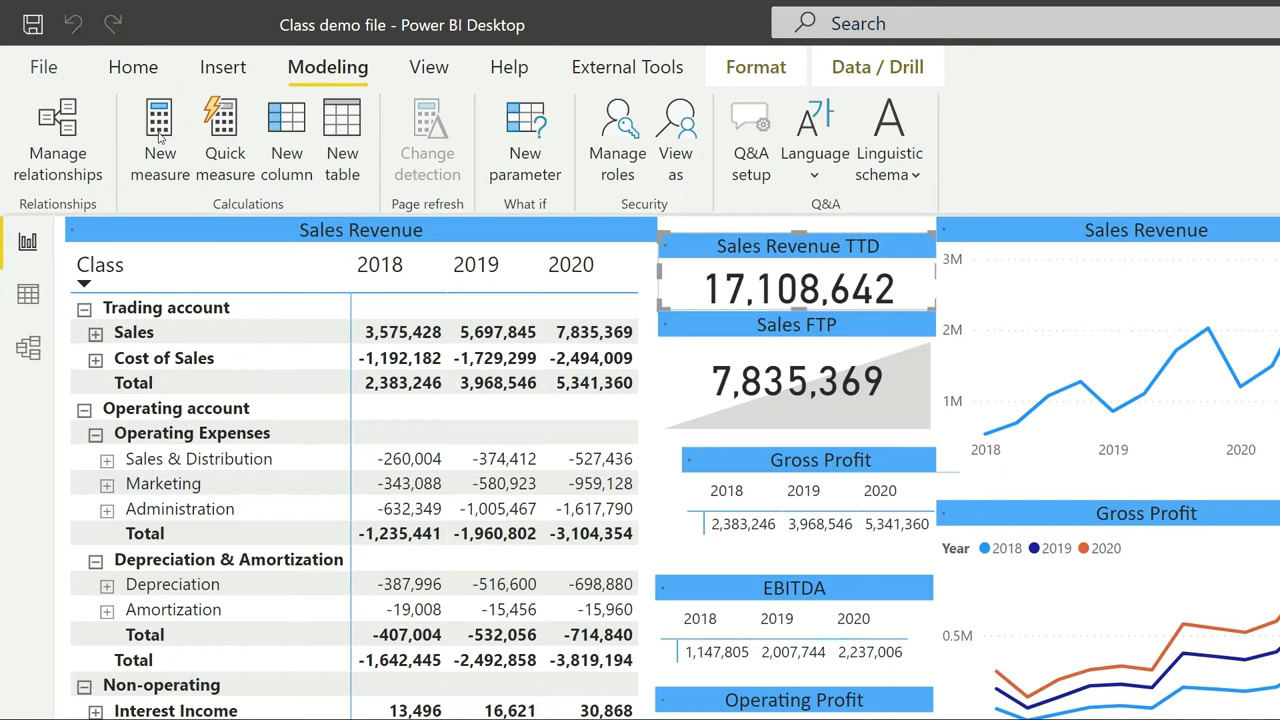 Class demo file - Power BI Desktop
Search
File Home Insert Modeling View Help External Tools Format Data / Drill
Manage relationships
New measure
Quick measure
New column
New table
Change detection
New parameter
Manage roles
View as
Q&A setup
Language
Linguistic schema
Relationships Calculations Page refresh What if Security Q&A
Sales Revenue
Class 2018 2019 2020
Trading account
Sales 3,575,428 5,697,845 7,835,369
Cost of Sales -1,192,182 -1,729,299 -2,494,009
Total 2,383,246 3,968,546 5,341,360
Operating account
Operating Expenses
Sales & Distribution -260,004 -374,412 -527,436
Marketing -343,088 -580,923 -959,128
Administration -632,349 -1,005,467 -1,617,790
Total -1,235,441 -1,960,802 -3,104,354
Depreciation & Amortization
Depreciation -387,996 -516,600 -698,880
Amortization -19,008 -15,456 -15,960
Total -407,004 -532,056 -714,840
Total -1,642,445 -2,492,858 -3,819,194
Non-operating
Interest Income 13,496 16,621 30,868
Sales Revenue TTD
17,108,642
Sales FTP
7,835,369
Gross Profit
2018 2019 2020
2,383,246 3,968,546 5,341,360
EBITDA
2018 2019 2020
1,147,805 2,007,744 2,237,006
Operating Profit
Sales Revenue
3M
2M
1M
2018 2019 2020
Gross Profit
Year 2018 2019 2020
0.5M